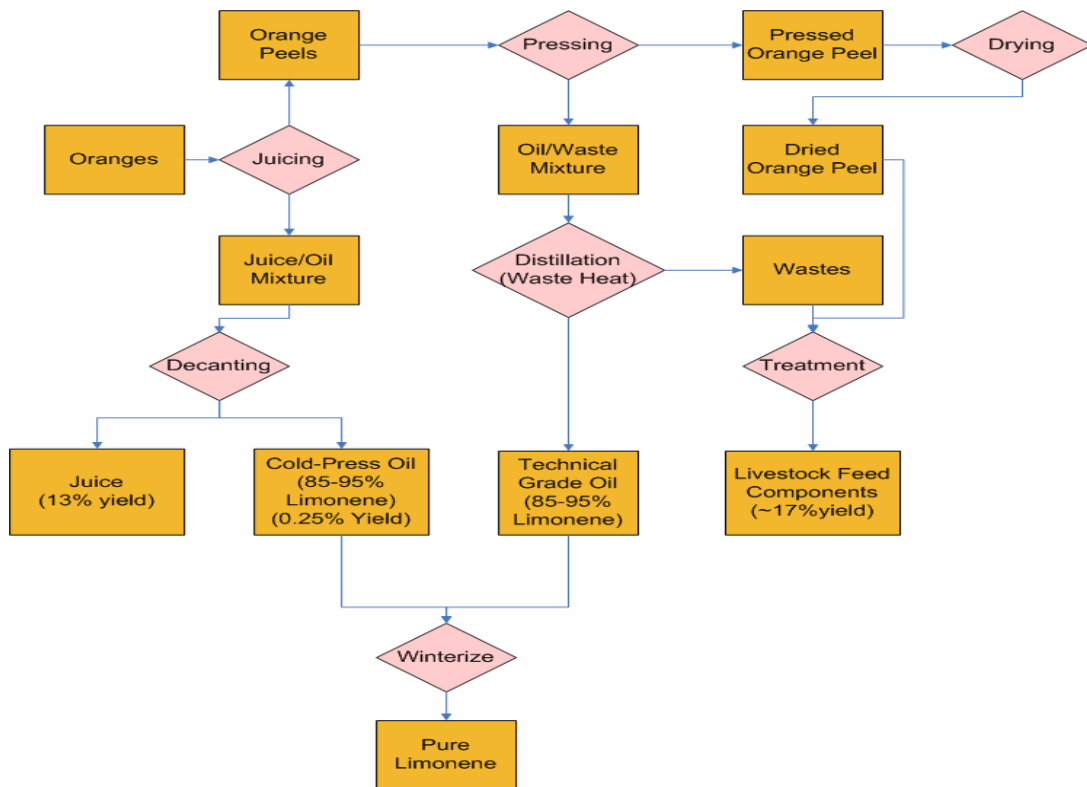 Orange
Peels
Pressing
Pressed
Orange Peel
Drying
Oranges
Juicing
Oil/Waste
Mixture
Dried
Orange Peel
Juice/Oil
Mixture
Distillation
(Waste Heat)
Wastes
Decanting
Treatment
Juice
(13% yield)
Cold-Press Oil
(85-95%
Limonene)
(0.25% Yield)
Technical
Grade Oil
(85-95%
Limonene)
Livestock Feed
Components
(~17%yield)
Winterize
Pure
Limonene